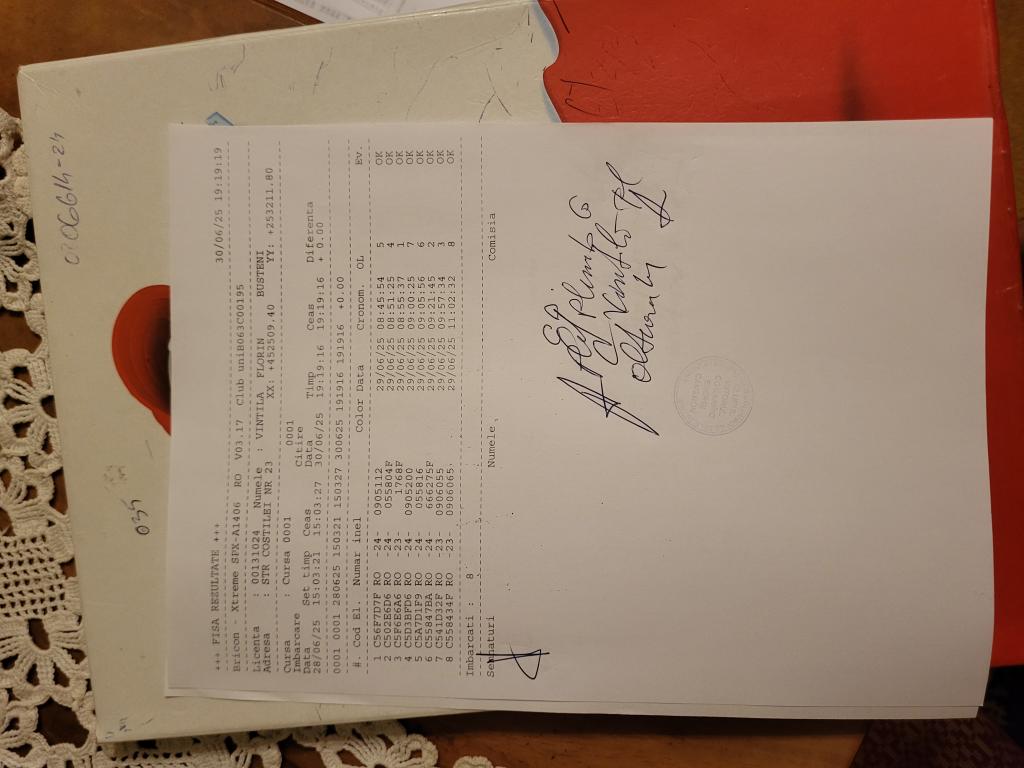 +++ FISA REZULTATE +++ 30/06/25 19:19:19
Bricon - Xtreme SPX-A1406 RO V03.17 Club uniB063C00195
Licenta : 00131024 Numele : VINTILA FLORIN BUSTENI
Adresa : STR COSTILEI NR 23 XX: +452509.40 YY: +253211.80
Cursa : Cursa 0001 0001
Imbarcare Citire
Data Set timp Ceas Data Timp Ceas Diferenta
28/06/25 15:03:21 15:03:27 30/06/25 19:19:16 19:19:16 + 0.00
0001 0001 280625 150321 150327 300625 191916 191916 +0.00
#. Cod El. Numar inel Color Data Cronom. OL Ev.
1 C56F7D7F RO -24- 0905112 29/06/25 08:45:54 5 OK
2 C502E6D6 RO -24- 055804F 29/06/25 08:51:25 4 OK
3 C5F6E6A6 RO -23- 1768F 29/06/25 08:55:37 1 OK
4 C5D3BFD6 RO -24- 0905200 29/06/25 09:00:25 7 OK
5 C5A7D1F9 RO -24- 055816 29/06/25 09:05:56 6 OK
6 C55847BA RO -24- 666275F 29/06/25 09:21:45 2 OK
7 C541D32F RO -23- 0906055 29/06/25 09:57:34 3 OK
8 C558434F RO -23- 0906065 29/06/25 11:02:32 8 OK
Imbarcati : 8
Semnaturi Numele, Comisia
035